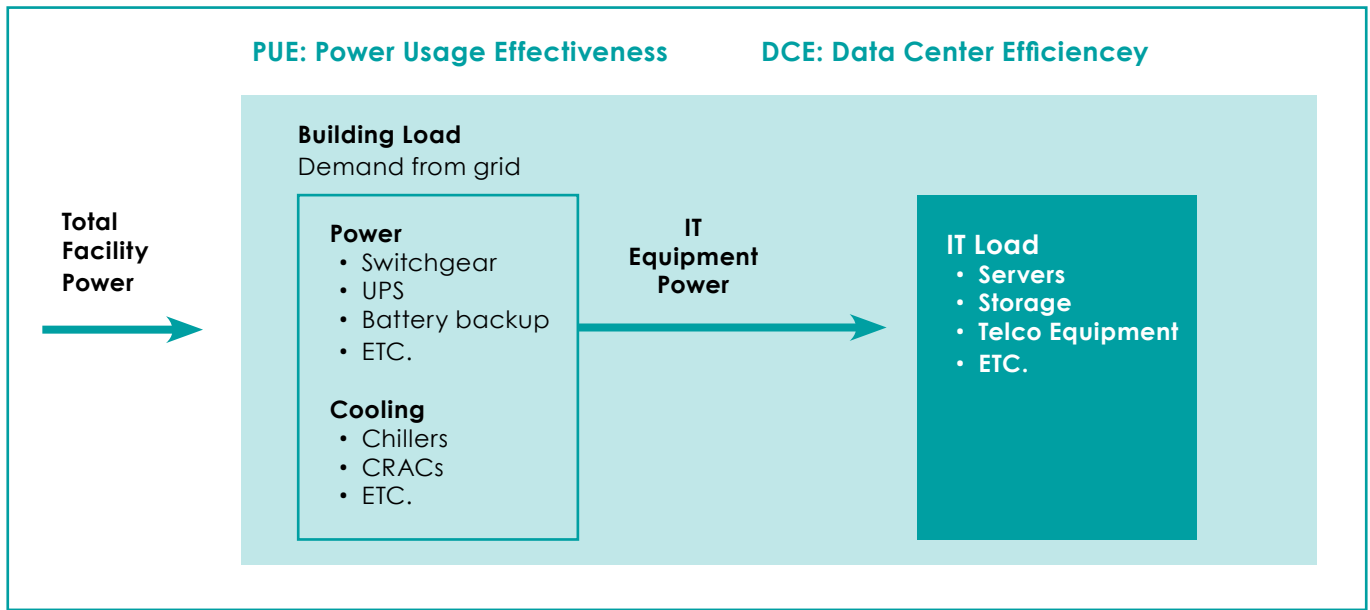 PUE: Power Usage Effectiveness
DCE: Data Center Efficiencey
Building Load
Demand from grid
Total
Facility
Power
Power
• Switchgear
• UPS
• Battery backup
• ETC.
Cooling
• Chillers
• CRACs
• ETC.
IT
Equipment
Power
IT Load
• Servers
• Storage
• Telco Equipment
• ETC.